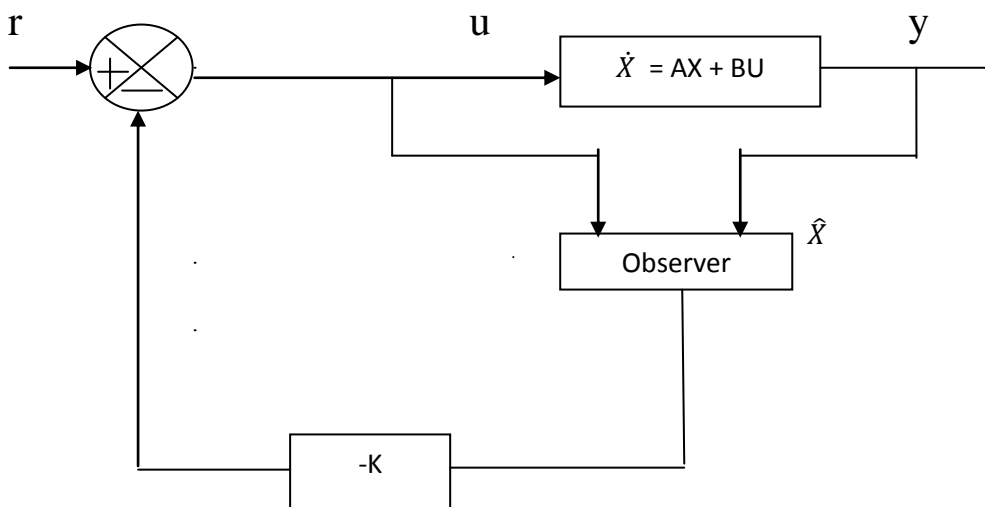 r u y
+ −
Ẋ = AX + BU
X̂
Observer
-K